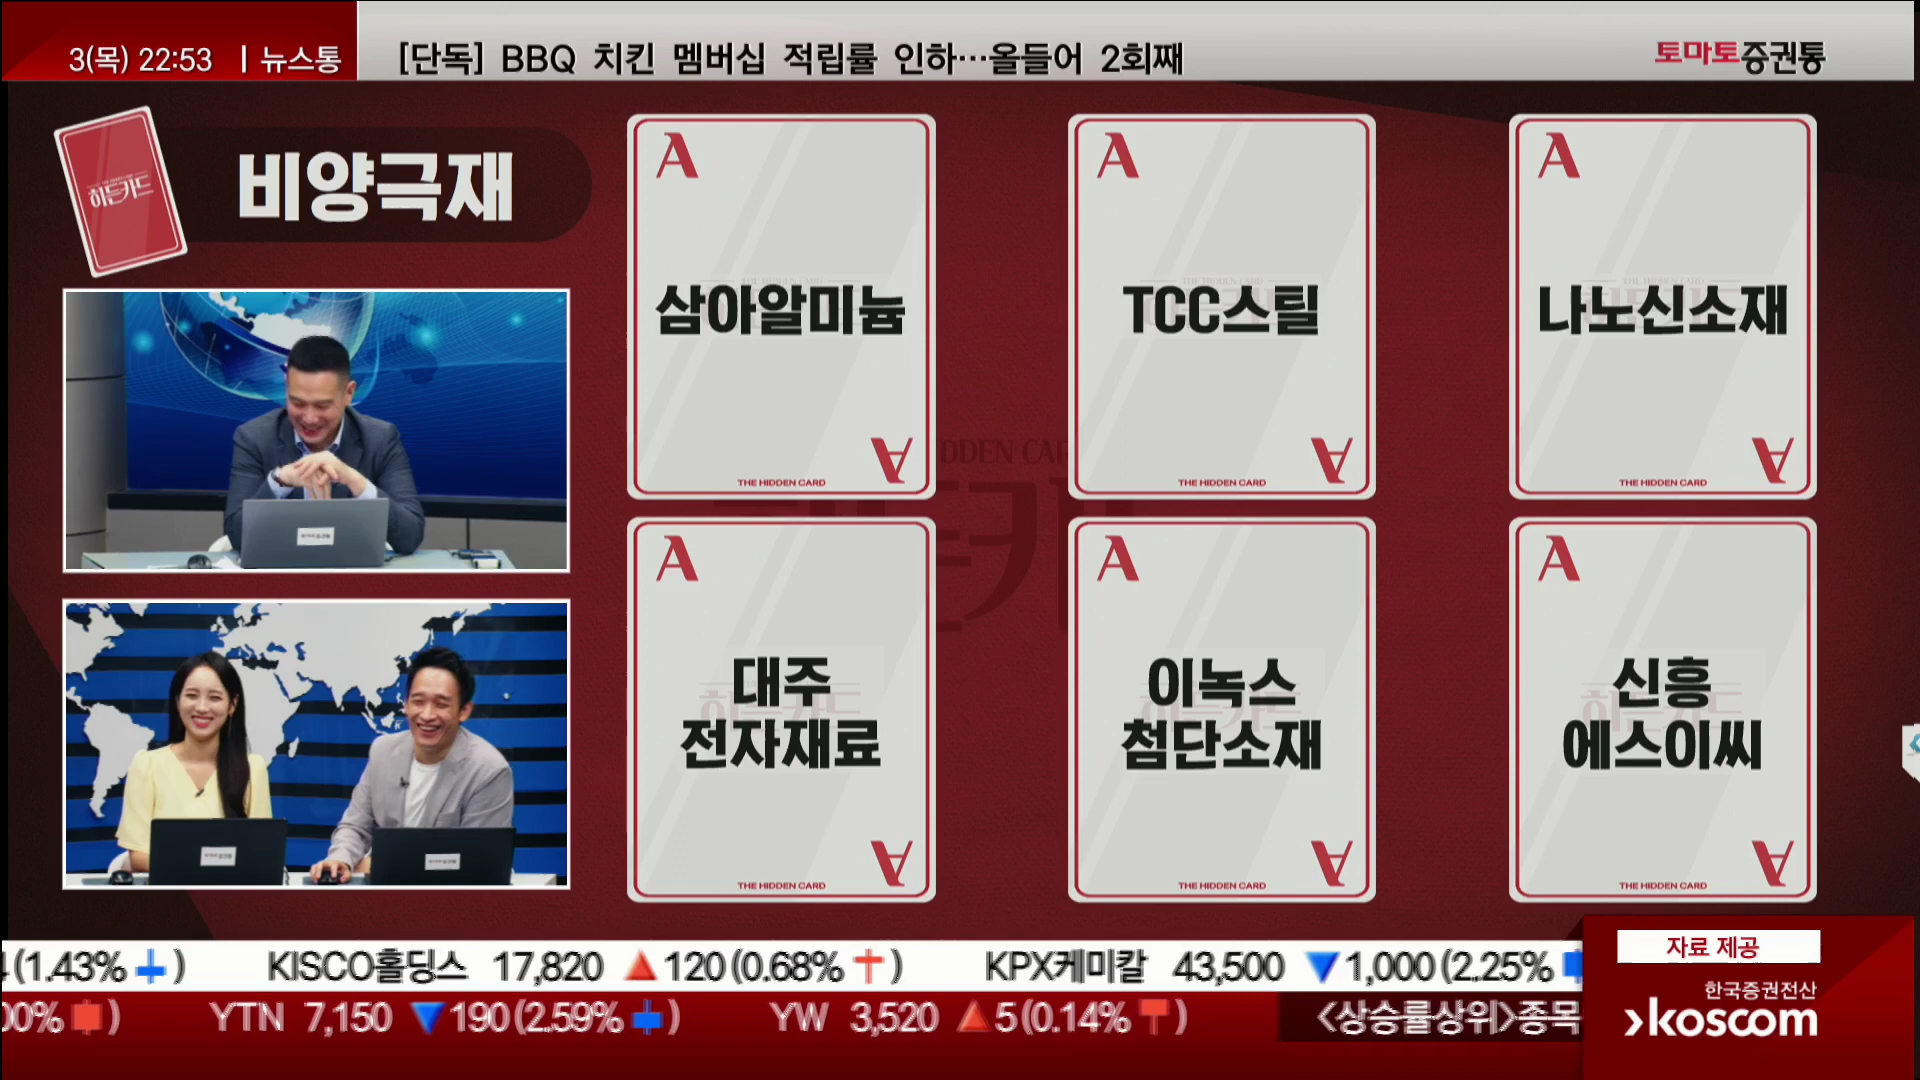 3(목) 22:53 | 뉴스통
[단독] BBQ 치킨 멤버십 적립률 인하…올들어 2회째
토마토증권통
히든카드
비양극재
A
삼아알미늄
A
THE HIDDEN CARD
A
TCC스틸
A
THE HIDDEN CARD
A
나노신소재
A
THE HIDDEN CARD
A
대주
전자재료
A
THE HIDDEN CARD
A
이녹스
첨단소재
A
THE HIDDEN CARD
A
신흥
에스이씨
A
THE HIDDEN CARD
(1.43% ) KISCO홀딩스 17,820 ▲120(0.68% ) KPX케미칼 43,500 ▼1,000(2.25%
00% ) YTN 7,150 ▼190(2.59% ) YW 3,520 ▲5(0.14% ) <상승률상위>종목
자료 제공
한국증권전산
koscom